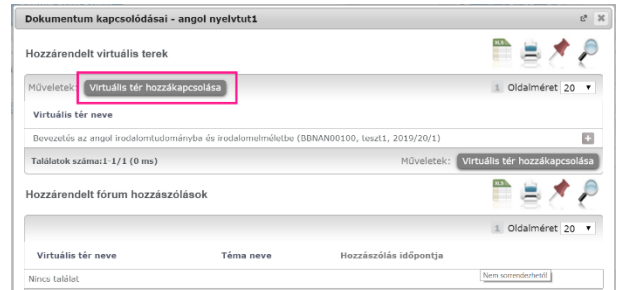 Dokumentum kapcsolódásai - angol nyelvtut1
Hozzárendelt virtuális terek
Műveletek: Virtuális tér hozzákapcsolása 1 Oldalméret 20
Virtuális tér neve
Bevezetés az angol irodalomtudományba és irodalomelméletbe (BBNAN00100, teszt1, 2019/20/1)
Találatok száma:1-1/1 (0 ms) Műveletek: Virtuális tér hozzákapcsolása
Hozzárendelt fórum hozzászólások
1 Oldalméret 20
Virtuális tér neve Téma neve Hozzászólás időpontja
Nincs találat Nem sorrendezhető!